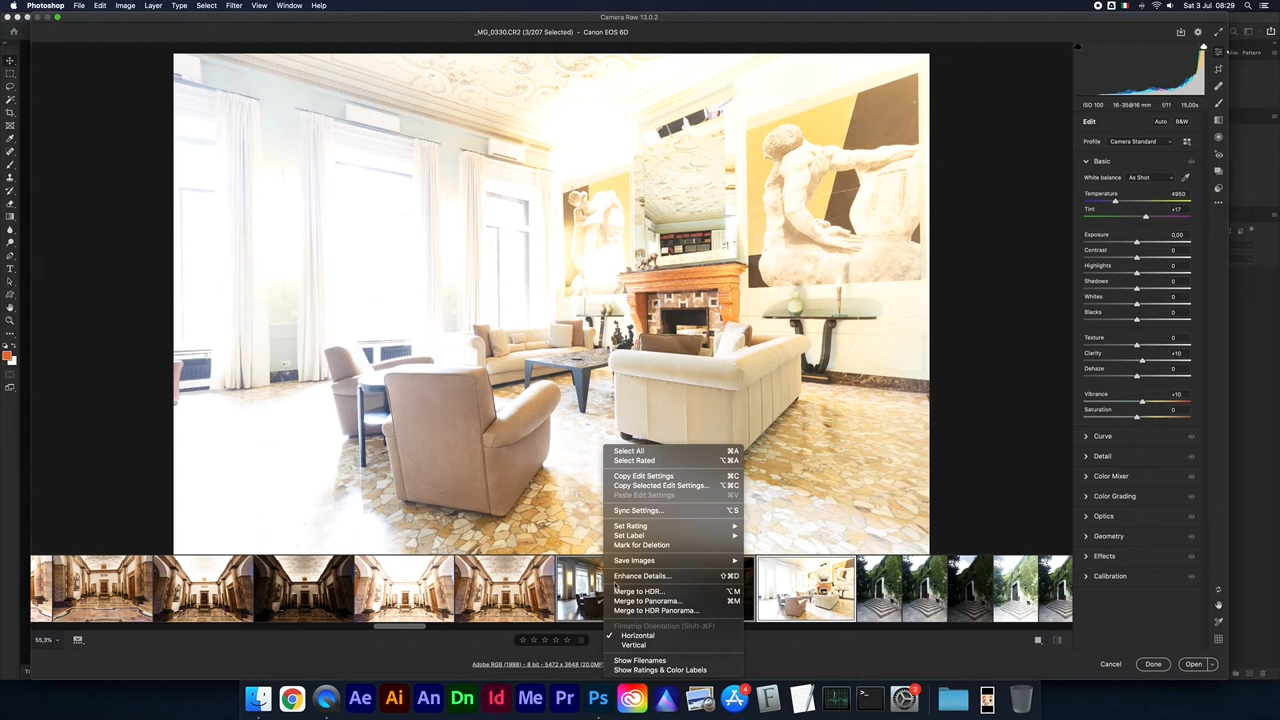 Photoshop File Edit Image Layer Type Select Filter View Window Help
Sat 3 Jul 08:29
Camera Raw 13.0.2
_MG_0330.CR2 (3/207 Selected) - Canon EOS 6D
Pattern
ISO 100 16-35@16 mm f/11 15,00s
Edit Auto B&W
Profile Camera Standard
Basic
White balance As Shot
Temperature 4950
Tint +17
Exposure 0,00
Contrast 0
Highlights 0
Shadows 0
Whites 0
Blacks 0
Texture 0
Clarity +10
Dehaze 0
Vibrance +10
Saturation 0
Curve
Detail
Color Mixer
Color Grading
Optics
Geometry
Effects
Calibration
Select All ⌘A
Select Rated ⌥⌘A
Copy Edit Settings ⌘C
Copy Selected Edit Settings... ⌥⌘C
Paste Edit Settings ⌘V
Sync Settings... ⌥S
Set Rating
Set Label
Mark for Deletion
Save Images
Enhance Details... ⇧⌘D
Merge to HDR... ⌥M
Merge to Panorama... ⌘M
Merge to HDR Panorama...
Filmstrip Orientation (Shift-⌘F)
✓ Horizontal
Vertical
Show Filenames
Show Ratings & Color Labels
55,3%
Adobe RGB (1998) - 8 bit - 5472 x 3648 (20.0MP
Cancel Done Open
Ae Ai An Dn Id Me Pr Ps 4 F >_ 2